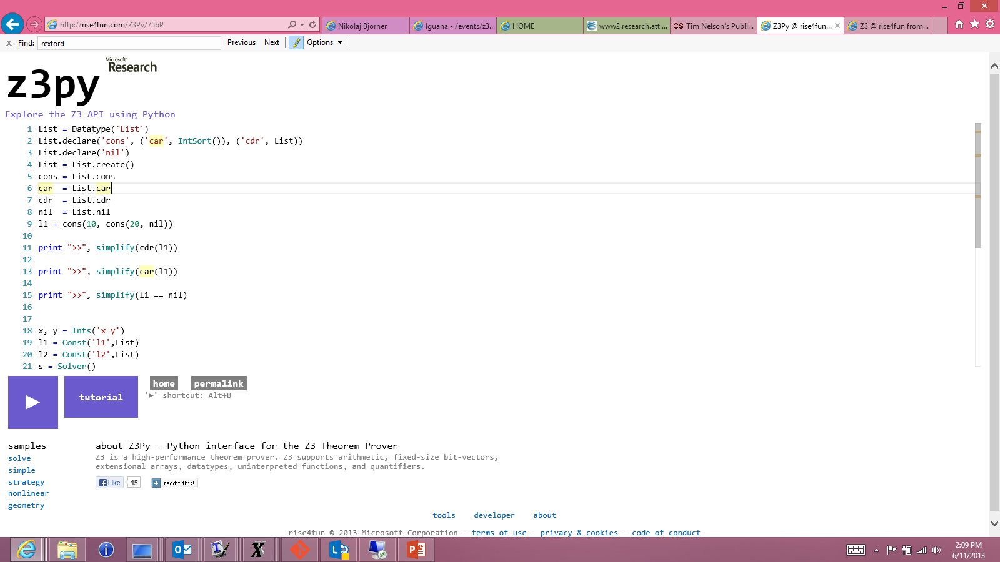 http://rise4fun.com/Z3Py/75bP
Nikolaj Bjorner
Iguana - /events/z3...
HOME
www2.research.att....
CS Tim Nelson's Publi...
Z3Py @ rise4fun...
Z3 @ rise4fun from...
x Find: rexford Previous Next Options
Microsoft Research
z3py
Explore the Z3 API using Python
1 List = Datatype('List')
2 List.declare('cons', ('car', IntSort()), ('cdr', List))
3 List.declare('nil')
4 List = List.create()
5 cons = List.cons
6 car  = List.car
7 cdr  = List.cdr
8 nil  = List.nil
9 l1 = cons(10, cons(20, nil))
10
11 print ">>", simplify(cdr(l1))
12
13 print ">>", simplify(car(l1))
14
15 print ">>", simplify(l1 == nil)
16
17
18 x, y = Ints('x y')
19 l1 = Const('l1',List)
20 l2 = Const('l2',List)
21 s = Solver()
tutorial
home permalink
'►' shortcut: Alt+B
samples
solve
simple
strategy
nonlinear
geometry
about Z3Py - Python interface for the Z3 Theorem Prover
Z3 is a high-performance theorem prover. Z3 supports arithmetic, fixed-size bit-vectors,
extensional arrays, datatypes, uninterpreted functions, and quantifiers.
Like 45 reddit this!
tools developer about
rise4fun © 2013 Microsoft Corporation - terms of use - privacy & cookies - code of conduct
2:09 PM
6/11/2013